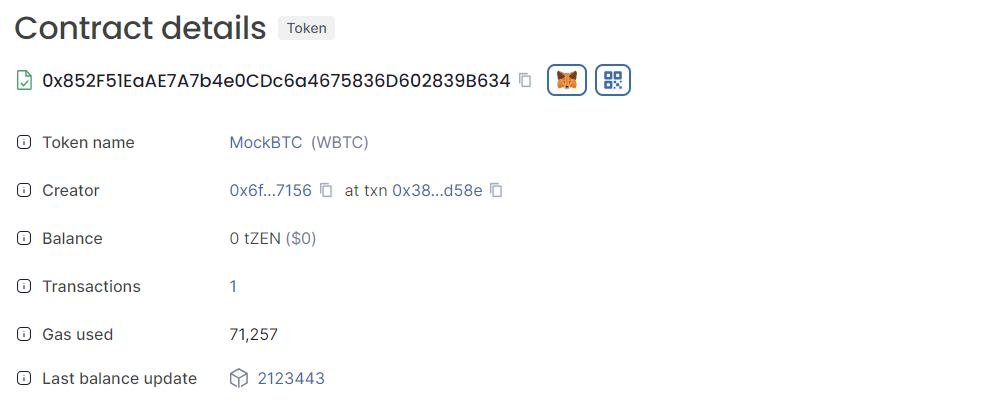 Contract details Token
0x852F51EaAE7A7b4e0CDc6a4675836D602839B634
Token name MockBTC (WBTC)
Creator 0x6f...7156 at txn 0x38...d58e
Balance 0 tZEN ($0)
Transactions 1
Gas used 71,257
Last balance update 2123443